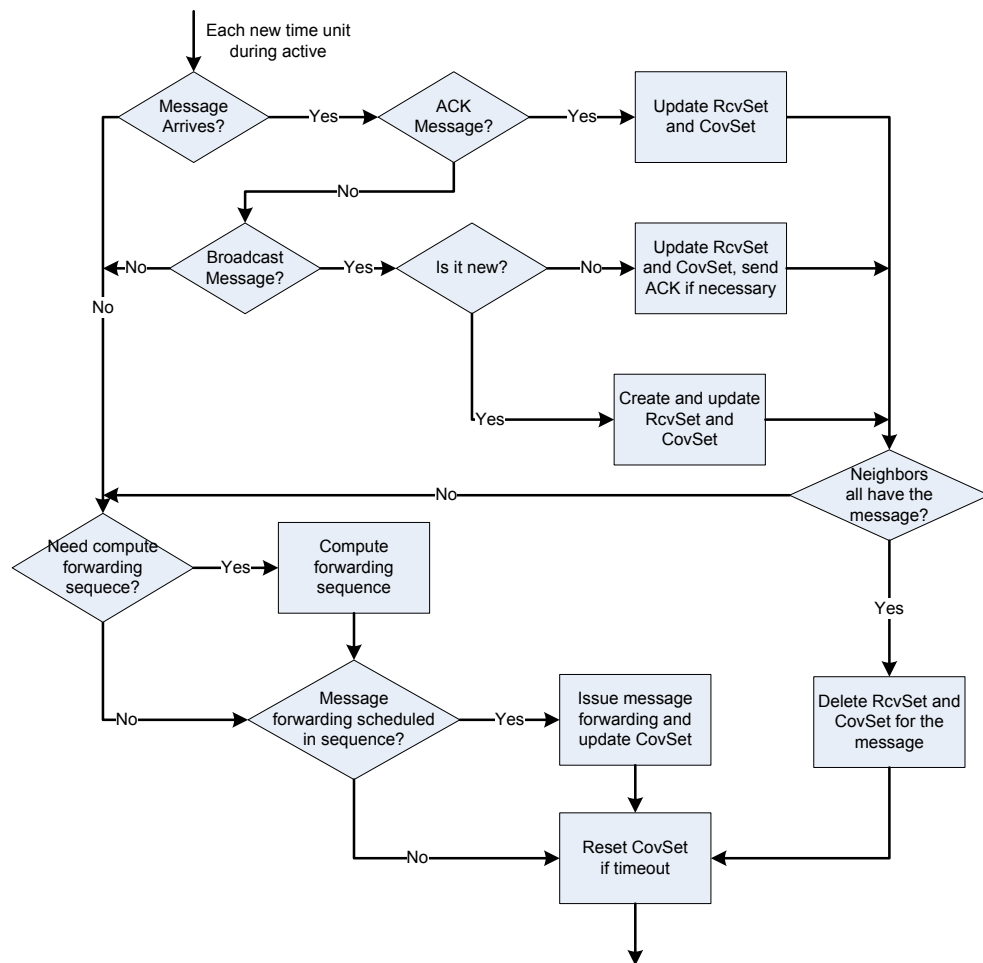 Each new time unit
during active
Message
Arrives?
Yes
ACK
Message?
Yes
Update RcvSet
and CovSet
No
No
Broadcast
Message?
Yes
Is it new?
No
Update RcvSet
and CovSet, send
ACK if necessary
No
Yes
Create and update
RcvSet and
CovSet
Neighbors
all have the
message?
No
Need compute
forwarding
sequece?
Yes
Compute
forwarding
sequence
Yes
No
Message
forwarding scheduled
in sequence?
Yes
Issue message
forwarding and
update CovSet
Delete RcvSet and
CovSet for the
message
No
Reset CovSet
if timeout